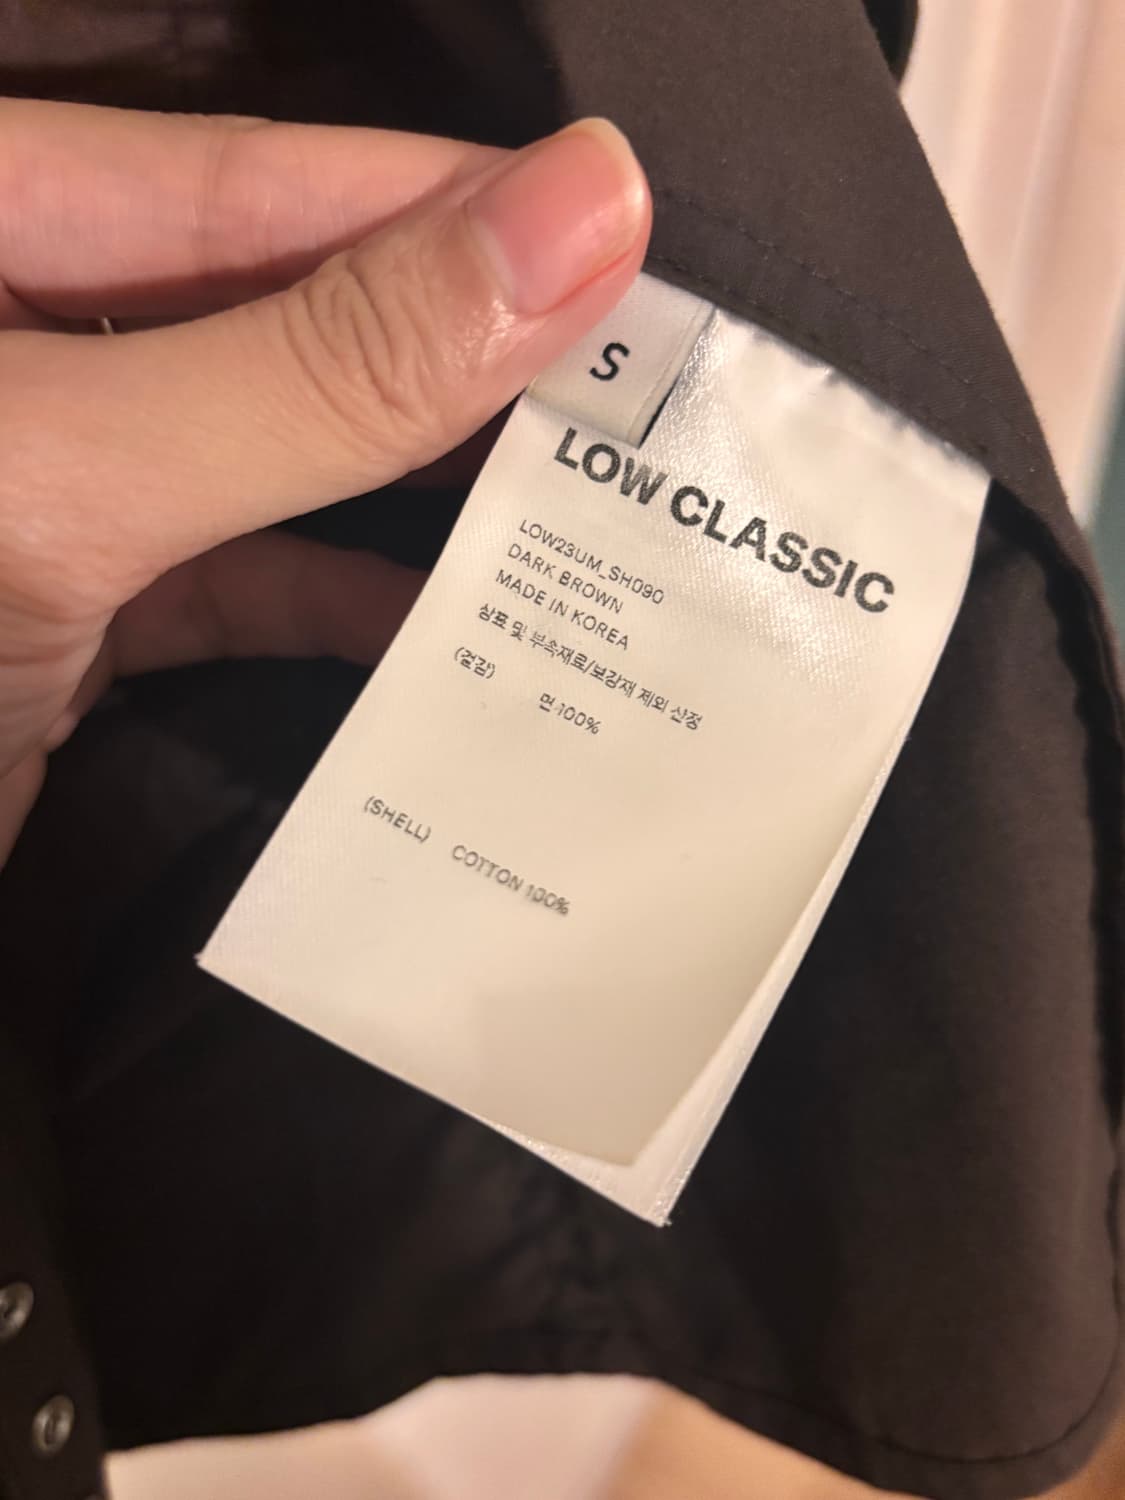 S
LOW CLASSIC
LOW23UM_SH090
DARK BROWN
MADE IN KOREA
상표 및 부속재료/보강재 제외 산정
(겉감)
면 100%
(SHELL) COTTON 100%